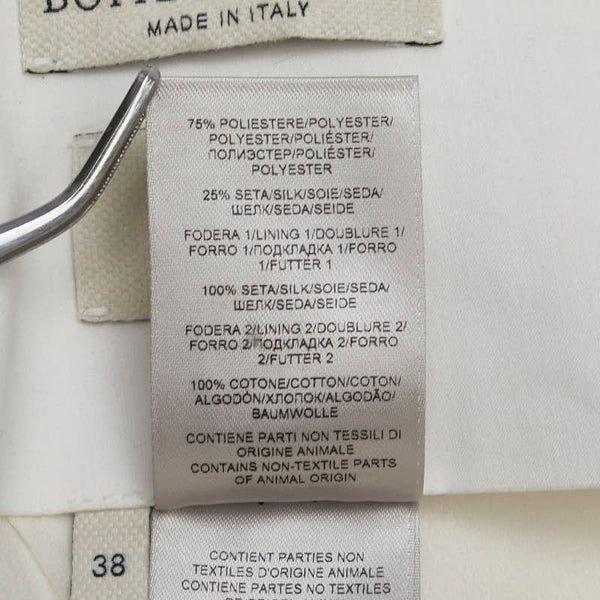 MADE IN ITALY
75% POLIESTERE/POLYESTER/
POLYESTER/POLIÉSTER/
ПОЛИЭСТЕР/POLIÉSTER/
POLYESTER
25% SETA/SILK/SOIE/SEDA/
ШЕЛК/SEDA/SEIDE
FODERA 1/LINING 1/DOUBLURE 1/
FORRO 1/ПОДКЛАДКА 1/FORRO
1/FUTTER 1
100% SETA/SILK/SOIE/SEDA/
ШЕЛК/SEDA/SEIDE
FODERA 2/LINING 2/DOUBLURE 2/
FORRO 2/ПОДКЛАДКА 2/FORRO
2/FUTTER 2
100% COTONE/COTTON/COTON/
ALGODÓN/ХЛОПОК/ALGODÃO/
BAUMWOLLE
CONTIENE PARTI NON TESSILI DI
ORIGINE ANIMALE
CONTAINS NON-TEXTILE PARTS
OF ANIMAL ORIGIN
38
CONTIENT PARTIES NON
TEXTILES D'ORIGINE ANIMALE
CONTIENE PARTES NO TEXTILES